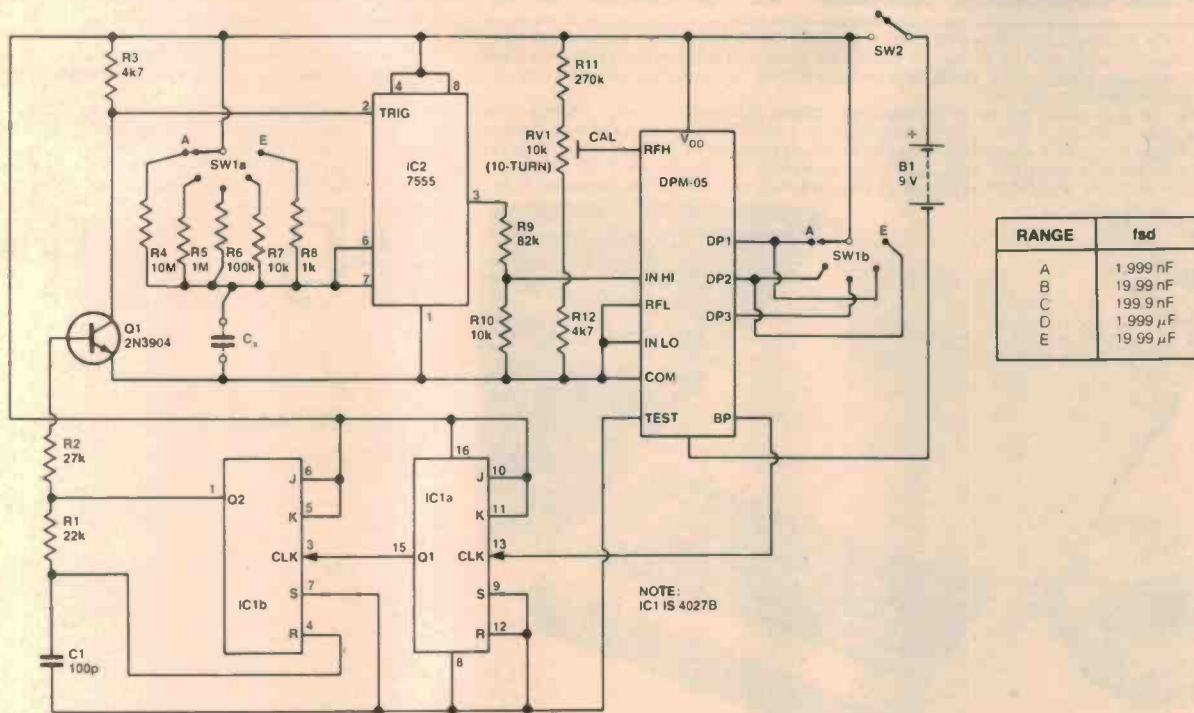 R3
4k7
4
8
2
TRIG
A
E
SW1a
IC2
7555
3
R4
10M
R5
1M
R6
100k
R7
10k
R8
1k
6
7
1
Q1
2N3904
Cx
R9
82k
R10
10k
R11
270k
RV1
10k
(10-TURN)
CAL
R12
4k7
VDD
RFH
DPM-05
IN HI
RFL
IN LO
COM
TEST
DP1
DP2
DP3
BP
A
E
SW1b
SW2
+
B1
9 V
RANGE fsd
A 1.999 nF
B 19.99 nF
C 199.9 nF
D 1.999 μF
E 19.99 μF
R2
27k
R1
22k
C1
100p
1
Q2
J
6
K
5
CLK
3
S
7
R
4
IC1b
16
IC1a
15
Q1
J
10
K
11
CLK
13
S
9
R
12
8
NOTE:
IC1 IS 4027B